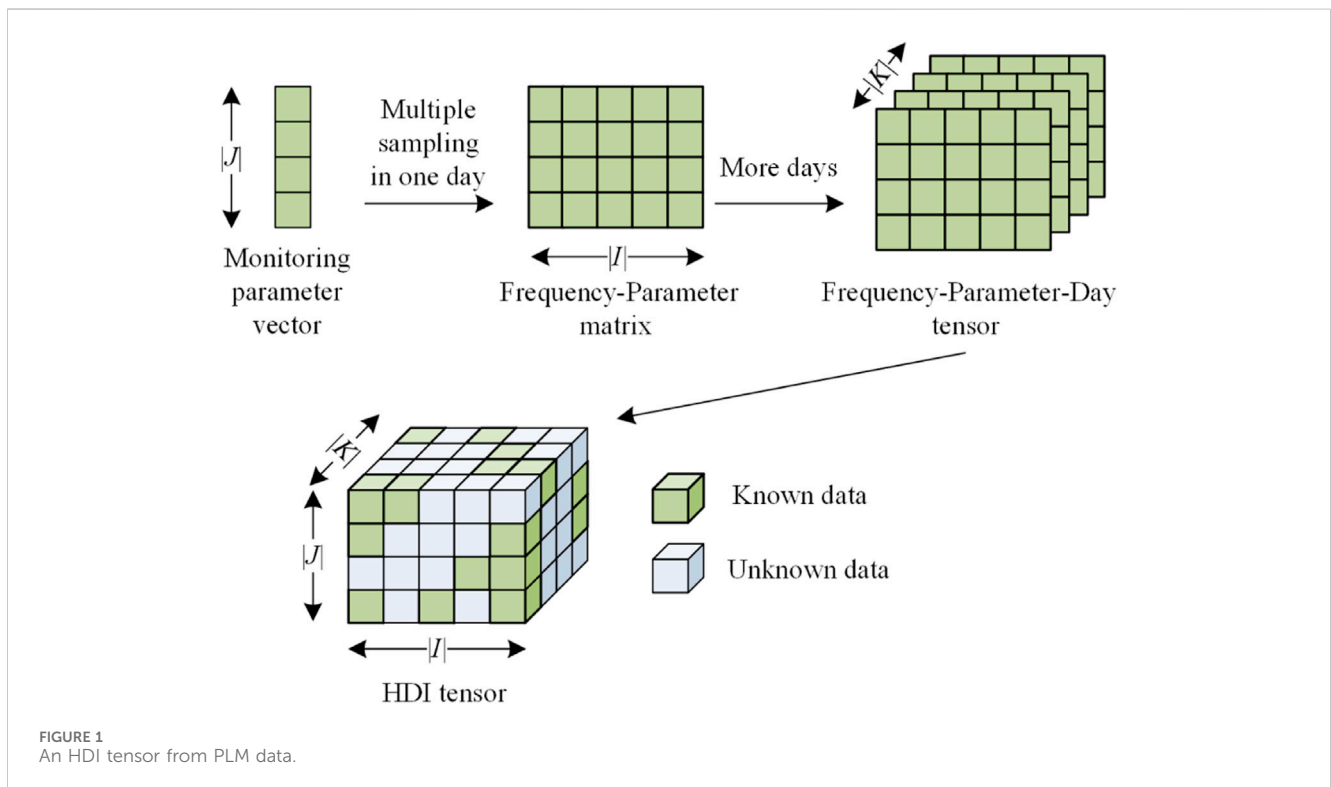 |J|
Monitoring
parameter
vector
Multiple
sampling
in one day
|I|
Frequency-Parameter
matrix
More days
|K|
Frequency-Parameter-Day
tensor
|K|
|J|
|I|
HDI tensor
Known data
Unknown data
FIGURE 1
An HDI tensor from PLM data.